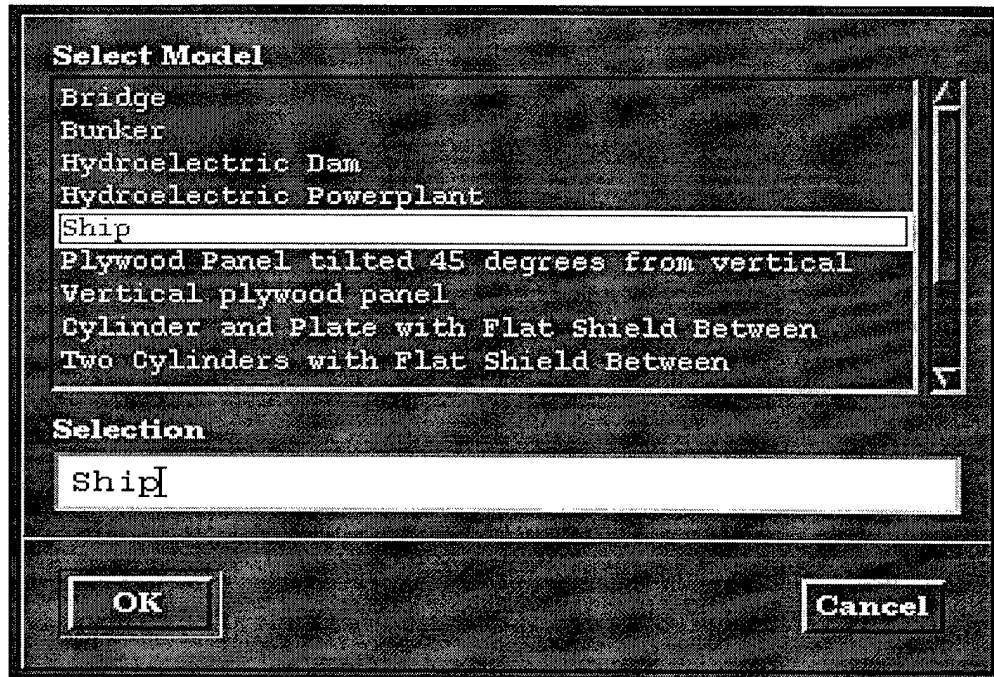 Select Model
Bridge
Bunker
Hydroelectric Dam
Hydroelectric Powerplant
Ship
Plywood Panel tilted 45 degrees from vertical
Vertical plywood panel
Cylinder and Plate with Flat Shield Between
Two Cylinders with Flat Shield Between
Selection
Ship
OK
Cancel